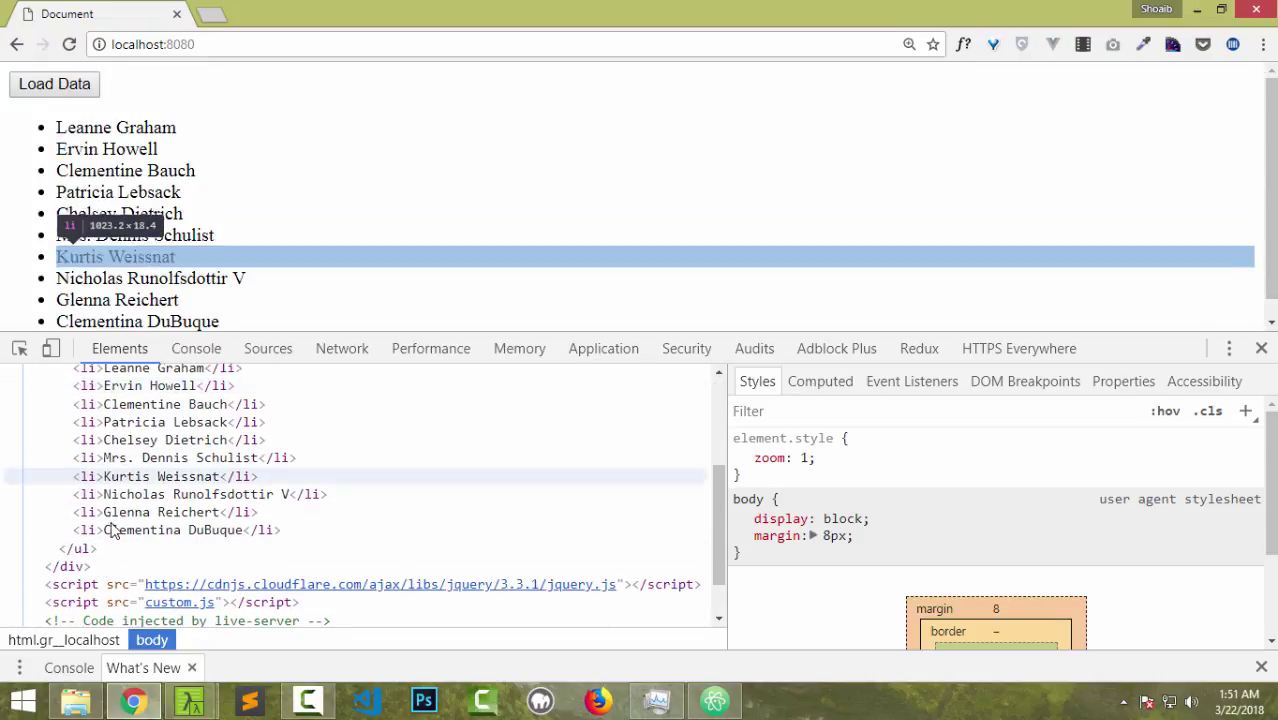 Document
Shoaib
localhost:8080
f?
Load Data
Leanne Graham
Ervin Howell
Clementine Bauch
Patricia Lebsack
Chelsey Dietrich
li 1023.2×18.4
Mrs. Dennis Schulist
Kurtis Weissnat
Nicholas Runolfsdottir V
Glenna Reichert
Clementina DuBuque
Elements Console Sources Network Performance Memory Application Security Audits Adblock Plus Redux HTTPS Everywhere
<li>Leanne Graham</li>
<li>Ervin Howell</li>
<li>Clementine Bauch</li>
<li>Patricia Lebsack</li>
<li>Chelsey Dietrich</li>
<li>Mrs. Dennis Schulist</li>
<li>Kurtis Weissnat</li>
<li>Nicholas Runolfsdottir V</li>
<li>Glenna Reichert</li>
<li>Clementina DuBuque</li>
</ul>
</div>
<script src="https://cdnjs.cloudflare.com/ajax/libs/jquery/3.3.1/jquery.js"></script>
<script src="custom.js"></script>
<!-- Code injected by live-server -->
html.gr__localhost body
Styles Computed Event Listeners DOM Breakpoints Properties Accessibility
Filter :hov .cls +
element.style {
zoom: 1;
}
body { user agent stylesheet
display: block;
margin: 8px;
}
margin 8
border –
Console What's New
Ps
1:51 AM
3/22/2018